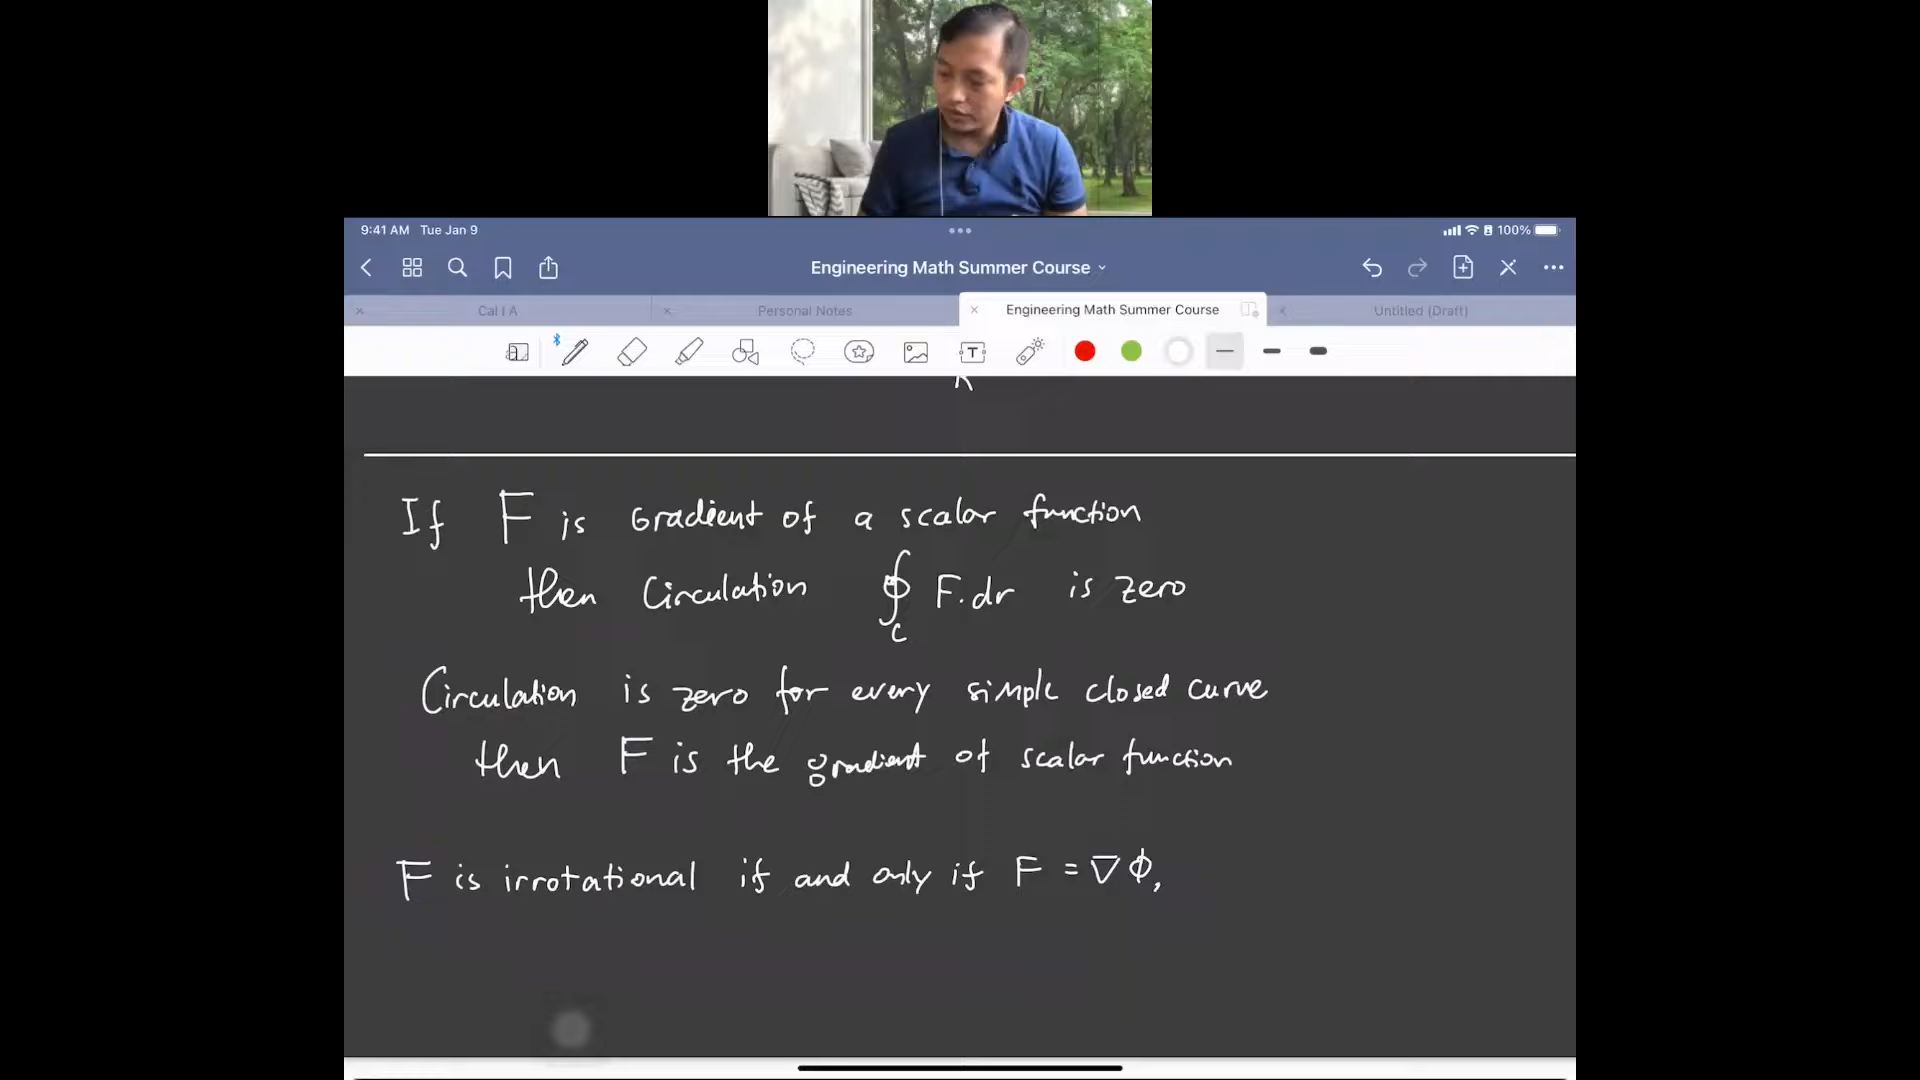 9:41 AM Tue Jan 9
100%
Engineering Math Summer Course
Cal I A
Personal Notes
Engineering Math Summer Course
Untitled (Draft)
If F is Gradient of a scalar function
then Circulation ∮ F.dr is zero
C
Circulation is zero for every simple closed curve
then F is the gradient of scalar function
F is irrotational if and only if F = ∇ϕ,